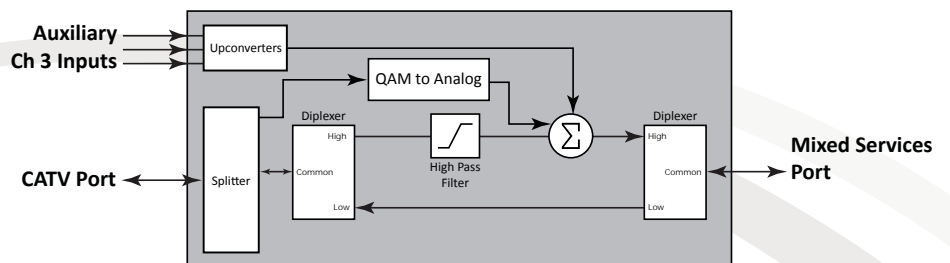 Auxiliary
Ch 3 Inputs
Upconverters
QAM to Analog
CATV Port
Splitter
Diplexer
High
Common
Low
High Pass
Filter
Σ
Diplexer
High
Common
Low
Mixed Services
Port